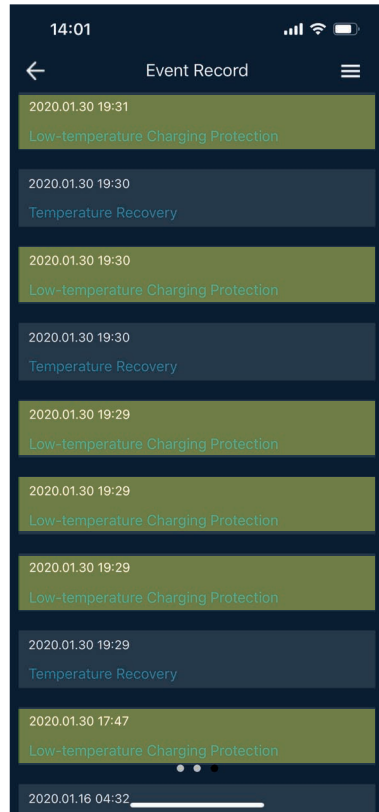 14:01
Event Record
2020.01.30 19:31
Low-temperature Charging Protection
2020.01.30 19:30
Temperature Recovery
2020.01.30 19:30
Low-temperature Charging Protection
2020.01.30 19:30
Temperature Recovery
2020.01.30 19:29
Low-temperature Charging Protection
2020.01.30 19:29
Low-temperature Charging Protection
2020.01.30 19:29
Low-temperature Charging Protection
2020.01.30 19:29
Temperature Recovery
2020.01.30 17:47
Low-temperature Charging Protection
2020.01.16 04:32